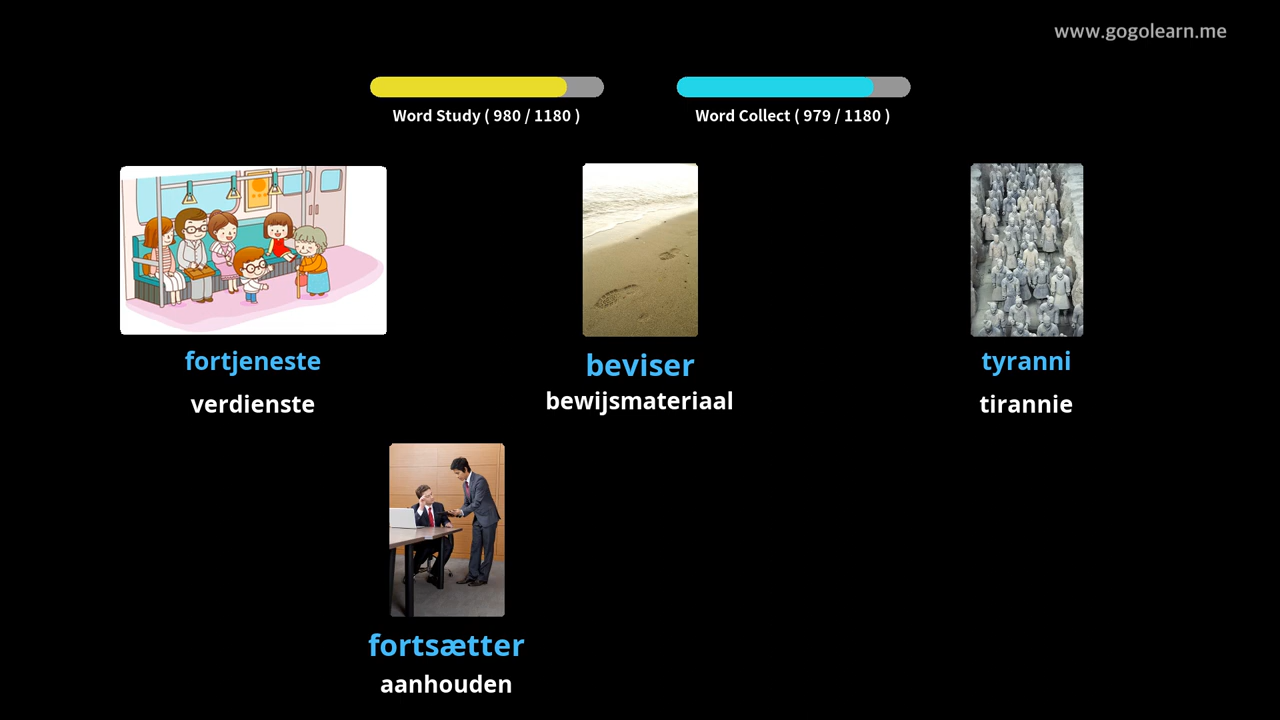 www.gogolearn.me
Word Study ( 980 / 1180 )
Word Collect ( 979 / 1180 )
fortjeneste
verdienste
beviser
bewijsmateriaal
tyranni
tirannie
fortsætter
aanhouden